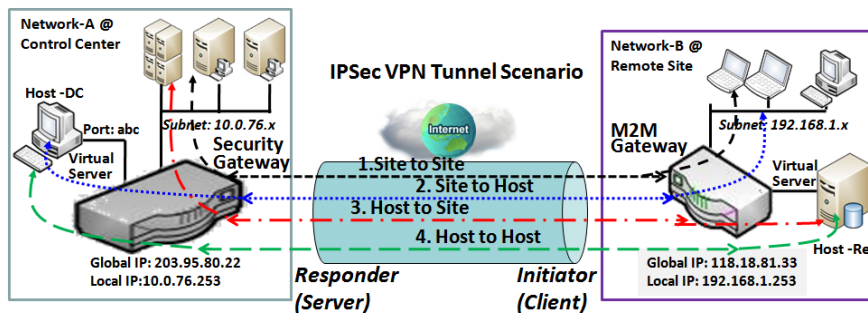 Network-A @
Control Center
Host -DC
Port: abc
Subnet: 10.0.76.x
Virtual
Server
Security
Gateway
Global IP: 203.95.80.22
Local IP:10.0.76.253
IPSec VPN Tunnel Scenario
Internet
1.Site to Site
2. Site to Host
3. Host to Site
4. Host to Host
Responder
(Server)
Initiator
(Client)
Network-B @
Remote Site
Subnet: 192.168.1.x
M2M
Gateway
Virtual
Server
Host -Re
Global IP: 118.18.81.33
Local IP: 192.168.1.253